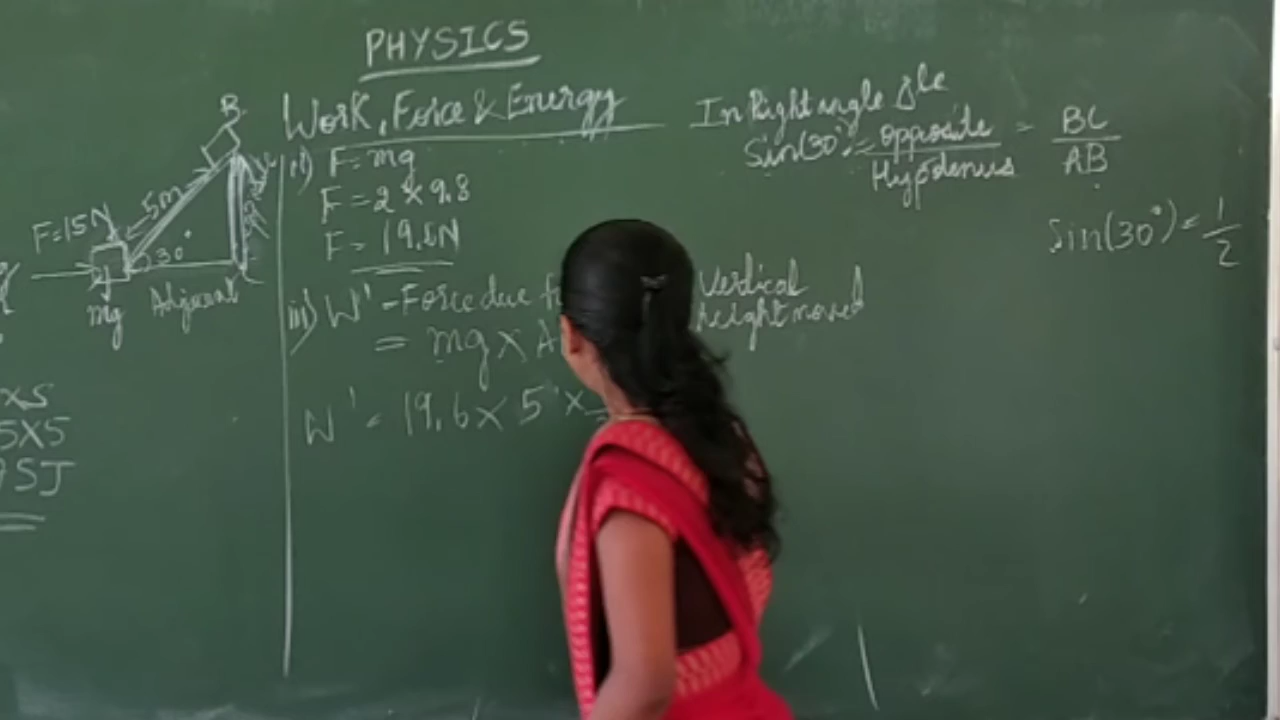 PHYSICS
Work, Force & Energy
B
5m
F=15N
30°
mg
XS
5X5
75J
ii) F=mg
F=2×9.8
F=19.6N
iii) W' = Force due
Vertical
height moved
= mg×A
W' = 19.6×5×
In Right angle Δle
Sin(30°)= opposite = BC
Hypotenus AB
Sin(30°)= 1
2